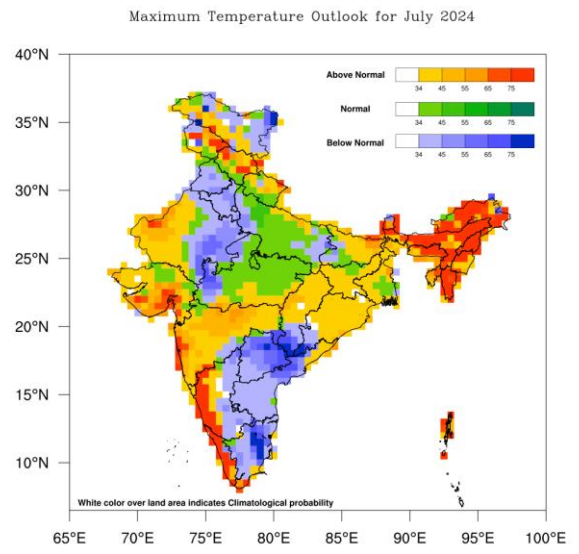 Maximum Temperature Outlook for July 2024
40°N
Above Normal
34 45 55 65 75
35°N
Normal
34 45 55 65 75
Below Normal
34 45 55 65 75
30°N
25°N
20°N
15°N
10°N
White color over land area indicates Climatological probability
65°E 70°E 75°E 80°E 85°E 90°E 95°E 100°E